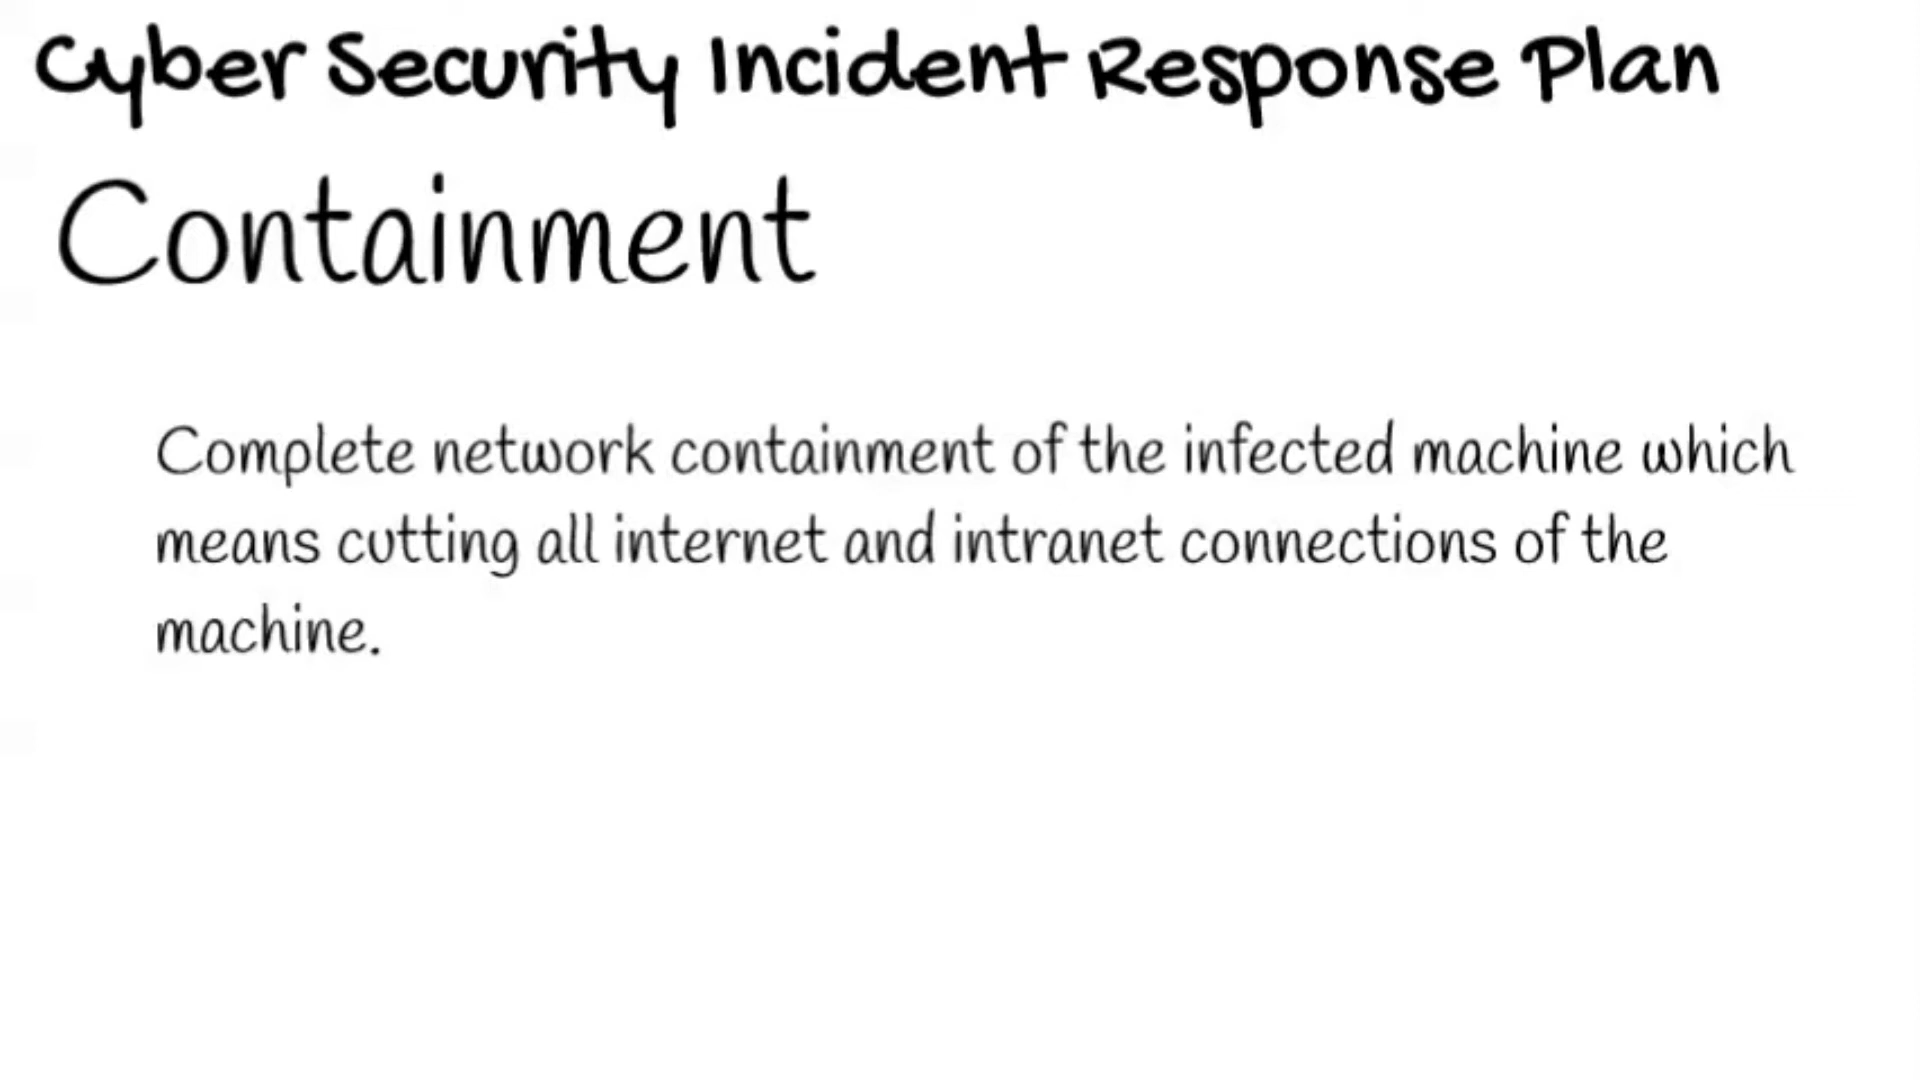 Cyber Security Incident Response Plan
Containment
Complete network containment of the infected machine which
means cutting all internet and intranet connections of the
machine.